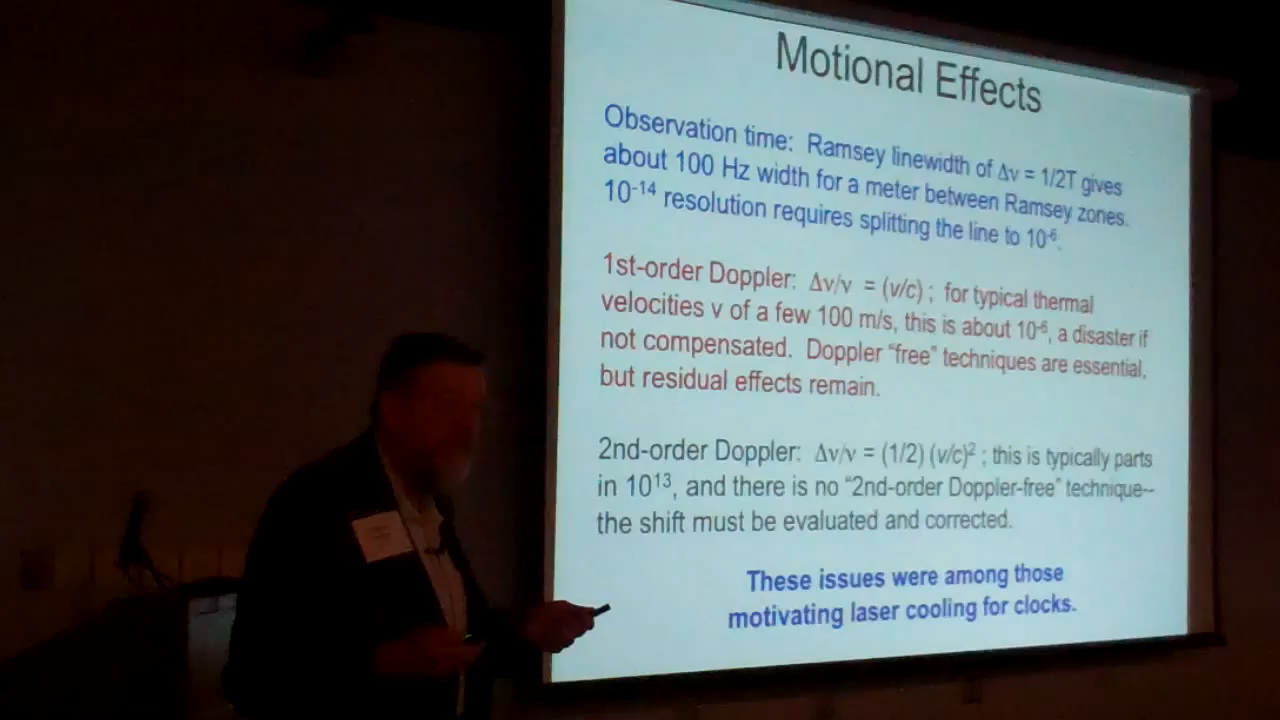 Motional Effects
Observation time: Ramsey linewidth of Δν = 1/2T gives
about 100 Hz width for a meter between Ramsey zones.
10⁻¹⁴ resolution requires splitting the line to 10⁻⁶.
1st-order Doppler: Δν/ν = (v/c) ; for typical thermal
velocities v of a few 100 m/s, this is about 10⁻⁶, a disaster if
not compensated. Doppler “free” techniques are essential,
but residual effects remain.
2nd-order Doppler: Δν/ν = (1/2) (v/c)² ; this is typically parts
in 10¹³, and there is no “2nd-order Doppler-free” technique--
the shift must be evaluated and corrected.
These issues were among those
motivating laser cooling for clocks.